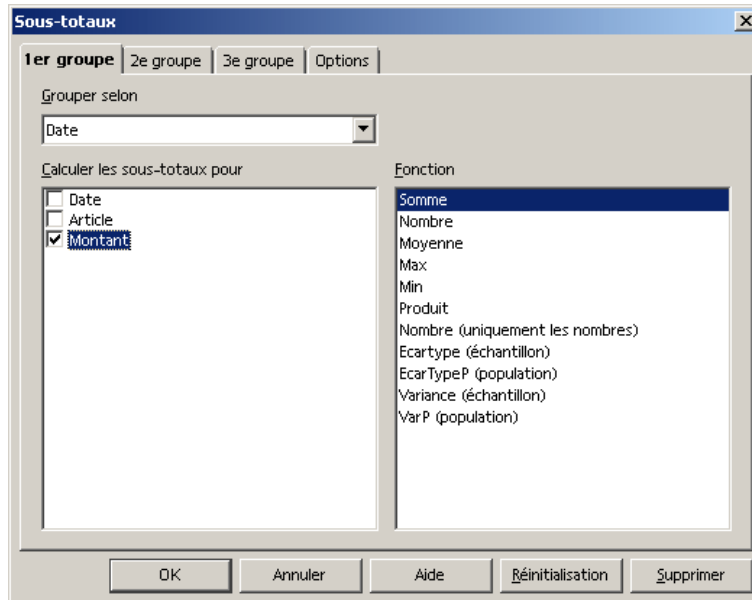 Sous-totaux
1er groupe 2e groupe 3e groupe Options
Grouper selon
Date
Calculer les sous-totaux pour
Date
Article
Montant
Fonction
Somme
Nombre
Moyenne
Max
Min
Produit
Nombre (uniquement les nombres)
Ecartype (échantillon)
EcarTypeP (population)
Variance (échantillon)
VarP (population)
OK Annuler Aide Réinitialisation Supprimer